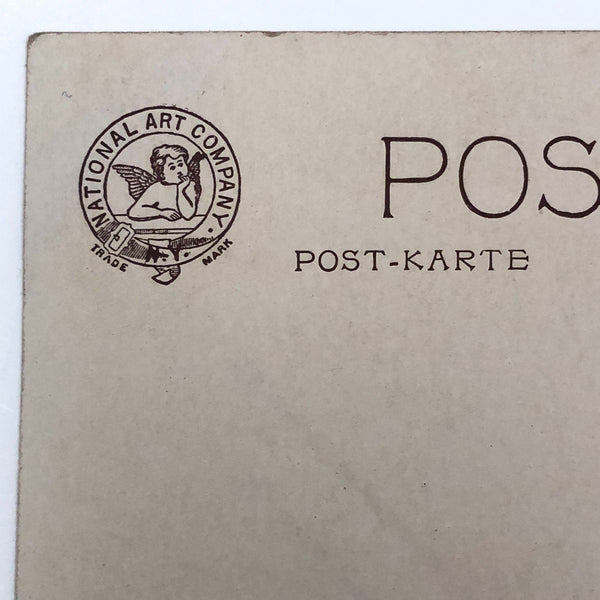 NATIONAL ART COMPANY.
N. Y.
TRADE MARK
POS
POST-KARTE